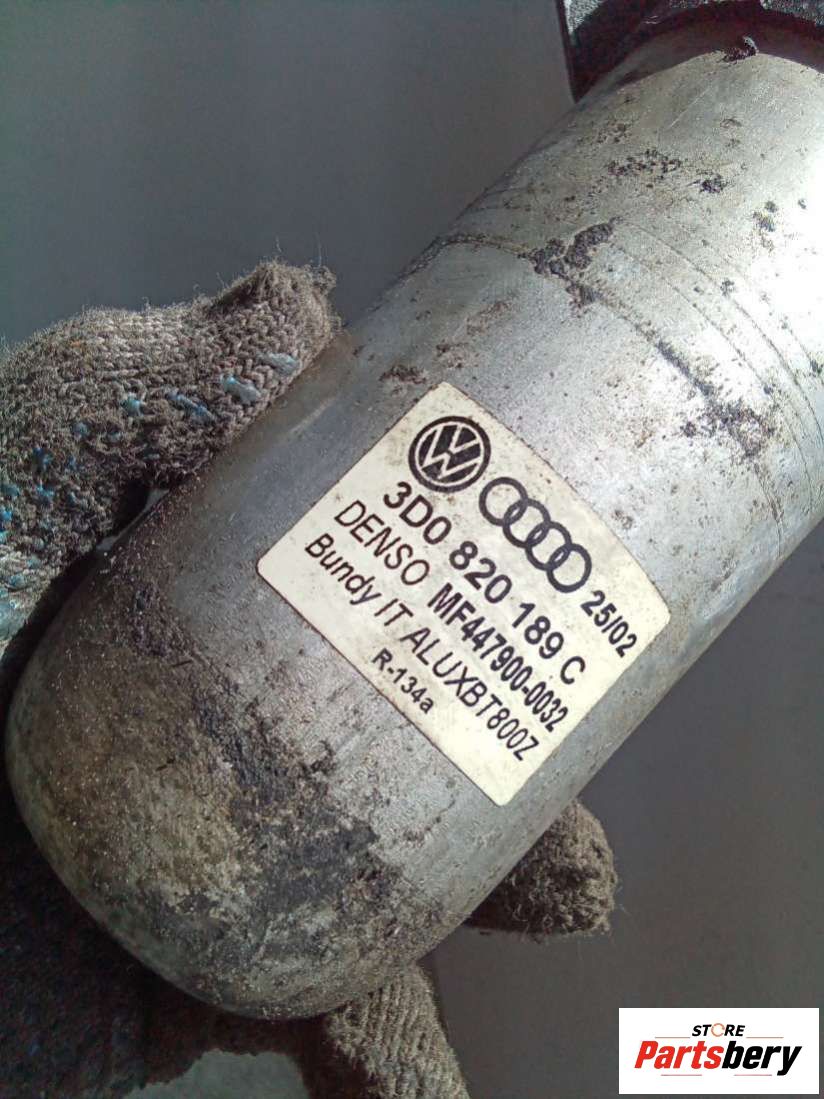 25/02
3D0 820 189 C
DENSO MF447900-0032
Bundy IT ALUXBT800Z
R-134a
STORE
Partsbery